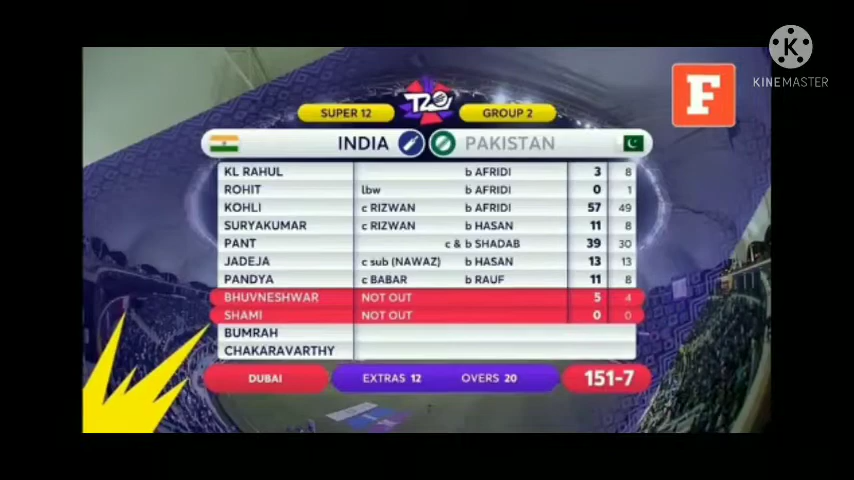 K
KINEMASTER
F
T20
SUPER 12 GROUP 2
INDIA PAKISTAN
KL RAHUL b AFRIDI 3 8
ROHIT lbw b AFRIDI 0 1
KOHLI c RIZWAN b AFRIDI 57 49
SURYAKUMAR c RIZWAN b HASAN 11 8
PANT c & b SHADAB 39 30
JADEJA c sub (NAWAZ) b HASAN 13 13
PANDYA c BABAR b RAUF 11 8
BHUVNESHWAR NOT OUT 5 4
SHAMI NOT OUT 0 0
BUMRAH
CHAKARAVARTHY
DUBAI EXTRAS 12 OVERS 20 151-7